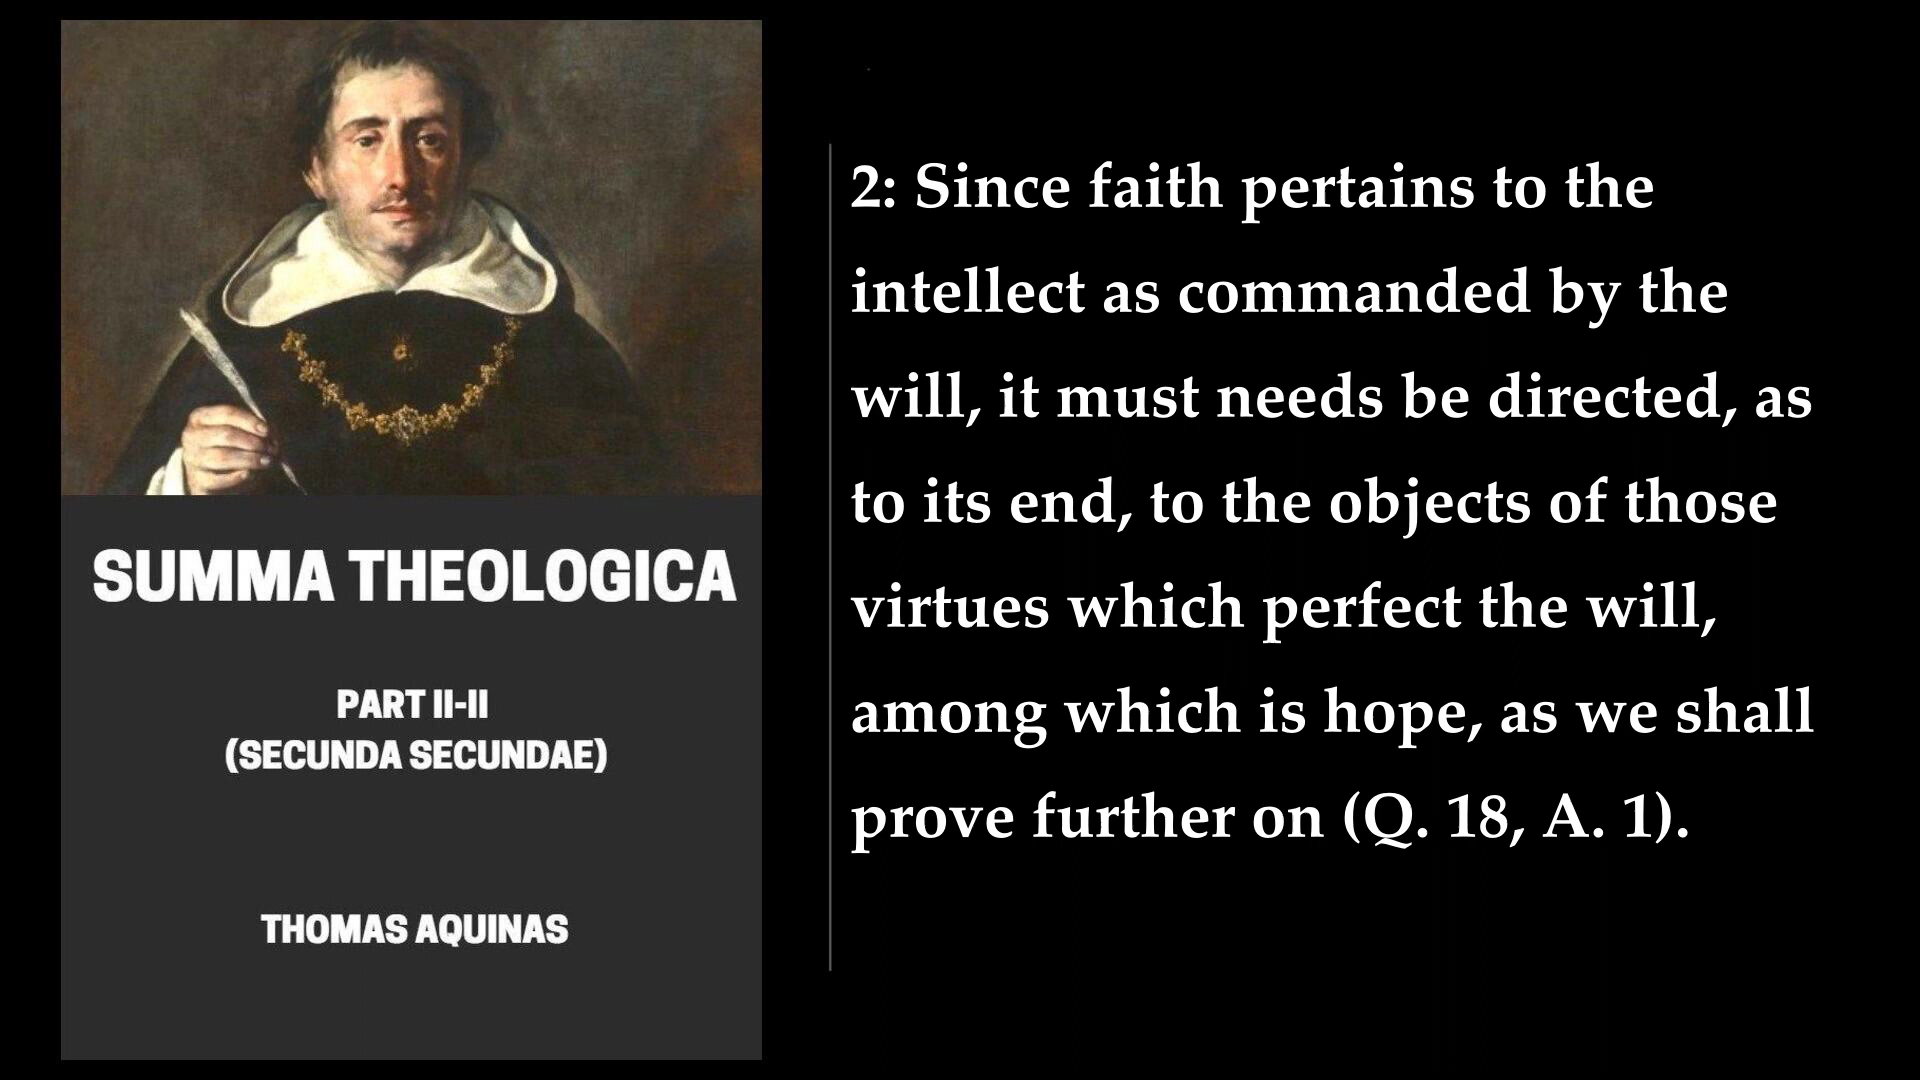 SUMMA THEOLOGICA
PART II-II
(SECUNDA SECUNDAE)
THOMAS AQUINAS
2: Since faith pertains to the
intellect as commanded by the
will, it must needs be directed, as
to its end, to the objects of those
virtues which perfect the will,
among which is hope, as we shall
prove further on (Q. 18, A. 1).